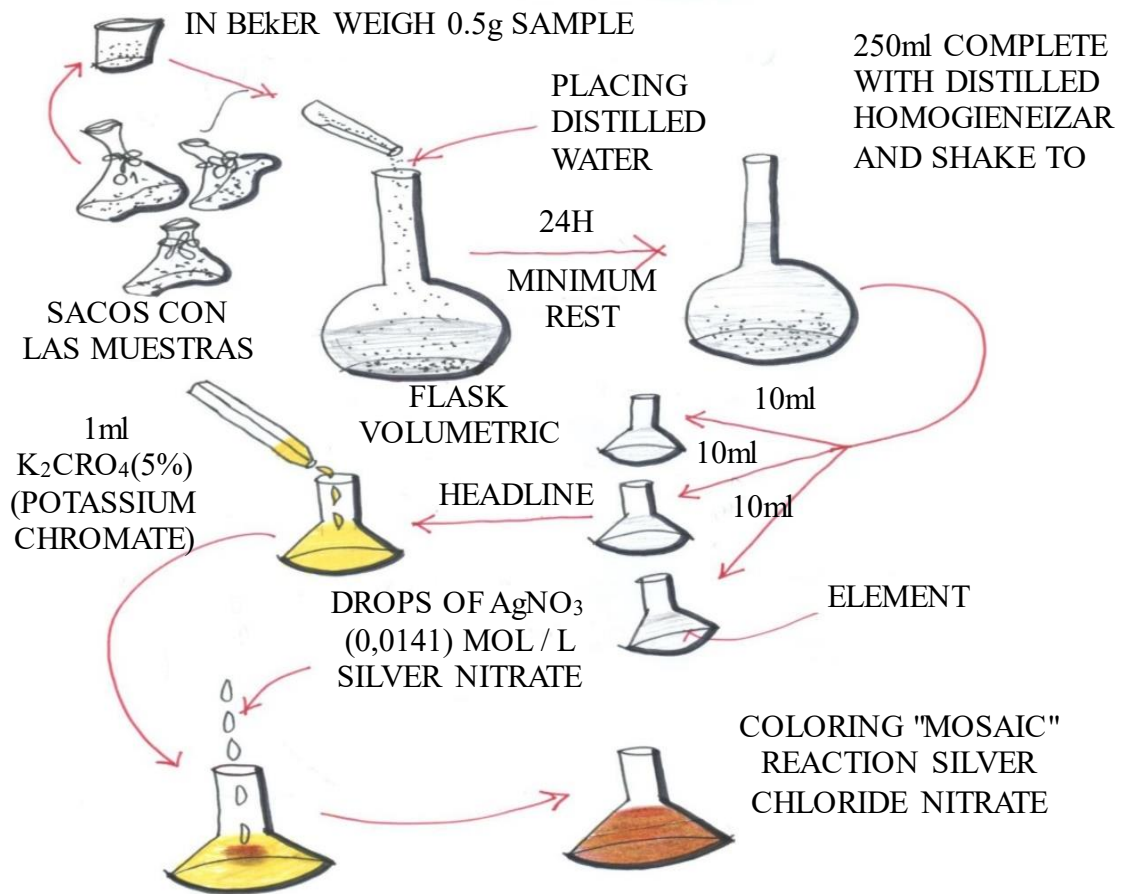 IN BEkER WEIGH 0.5g SAMPLE
PLACING
DISTILLED
WATER
250ml COMPLETE
WITH DISTILLED
HOMOGIENEIZAR
AND SHAKE TO
24H
MINIMUM
REST
SACOS CON
LAS MUESTRAS
FLASK
VOLUMETRIC
10ml
10ml
10ml
HEADLINE
1ml
K₂CRO₄(5%)
(POTASSIUM
CHROMATE)
ELEMENT
DROPS OF AgNO₃
(0,0141) MOL / L
SILVER NITRATE
COLORING "MOSAIC"
REACTION SILVER
CHLORIDE NITRATE